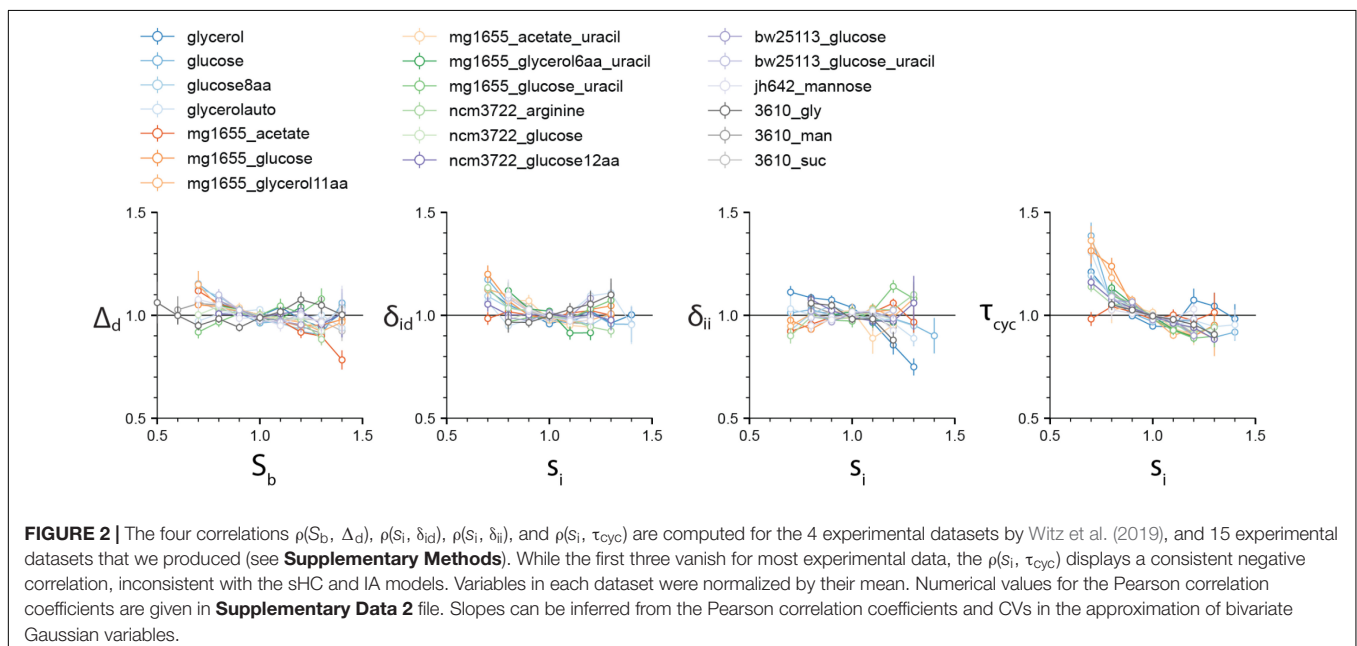 glycerol
glucose
glucose8aa
glycerolauto
mg1655_acetate
mg1655_glucose
mg1655_glycerol11aa
mg1655_acetate_uracil
mg1655_glycerol6aa_uracil
mg1655_glucose_uracil
ncm3722_arginine
ncm3722_glucose
ncm3722_glucose12aa
bw25113_glucose
bw25113_glucose_uracil
jh642_mannose
3610_gly
3610_man
3610_suc
1.5
Δd
1.0
0.5
0.5 1.0 1.5
Sb
1.5
δid
1.0
0.5
0.5 1.0 1.5
si
1.5
δii
1.0
0.5
0.5 1.0 1.5
si
1.5
τcyc
1.0
0.5
0.5 1.0 1.5
si
FIGURE 2 | The four correlations ρ(Sb, Δd), ρ(si, δid), ρ(si, δii), and ρ(si, τcyc) are computed for the 4 experimental datasets by Witz et al. (2019), and 15 experimental
datasets that we produced (see Supplementary Methods). While the first three vanish for most experimental data, the ρ(si, τcyc) displays a consistent negative
correlation, inconsistent with the sHC and IA models. Variables in each dataset were normalized by their mean. Numerical values for the Pearson correlation
coefficients are given in Supplementary Data 2 file. Slopes can be inferred from the Pearson correlation coefficients and CVs in the approximation of bivariate
Gaussian variables.